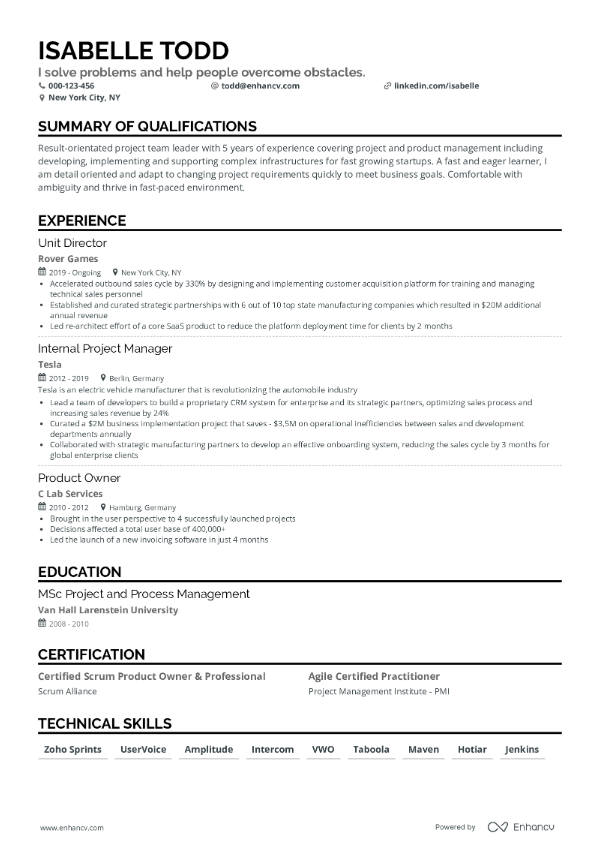 ISABELLE TODD
I solve problems and help people overcome obstacles.
000-123-456 @ todd@enhancv.com linkedin.com/isabelle
New York City, NY
SUMMARY OF QUALIFICATIONS
Result-orientated project team leader with 5 years of experience covering project and product management including
developing, implementing and supporting complex infrastructures for fast growing startups. A fast and eager learner, I
am detail oriented and adapt to changing project requirements quickly to meet business goals. Comfortable with
ambiguity and thrive in fast-paced environment.
EXPERIENCE
Unit Director
Rover Games
2019 - Ongoing New York City, NY
• Accelerated outbound sales cycle by 330% by designing and implementing customer acquisition platform for training and managing
technical sales personnel
• Established and curated strategic partnerships with 6 out of 10 top state manufacturing companies which resulted in $20M additional
annual revenue
• Led re-architect effort of a core SaaS product to reduce the platform deployment time for clients by 2 months
Internal Project Manager
Tesla
2012 - 2019 Berlin, Germany
Tesla is an electric vehicle manufacturer that is revolutionizing the automobile industry
• Lead a team of developers to build a proprietary CRM system for enterprise and its strategic partners, optimizing sales process and
increasing sales revenue by 24%
• Curated a $2M business implementation project that saves - $3,5M on operational inefficiencies between sales and development
departments annually
• Collaborated with strategic manufacturing partners to develop an effective onboarding system, reducing the sales cycle by 3 months for
global enterprise clients
Product Owner
C Lab Services
2010 - 2012 Hamburg, Germany
• Brought in the user perspective to 4 successfully launched projects
• Decisions affected a total user base of 400,000+
• Led the launch of a new invoicing software in just 4 months
EDUCATION
MSc Project and Process Management
Van Hall Larenstein University
2008 - 2010
CERTIFICATION
Certified Scrum Product Owner & Professional Agile Certified Practitioner
Scrum Alliance Project Management Institute - PMI
TECHNICAL SKILLS
Zoho Sprints UserVoice Amplitude Intercom VWO Taboola Maven Hotjar Jenkins
www.enhancv.com Powered by Enhancv